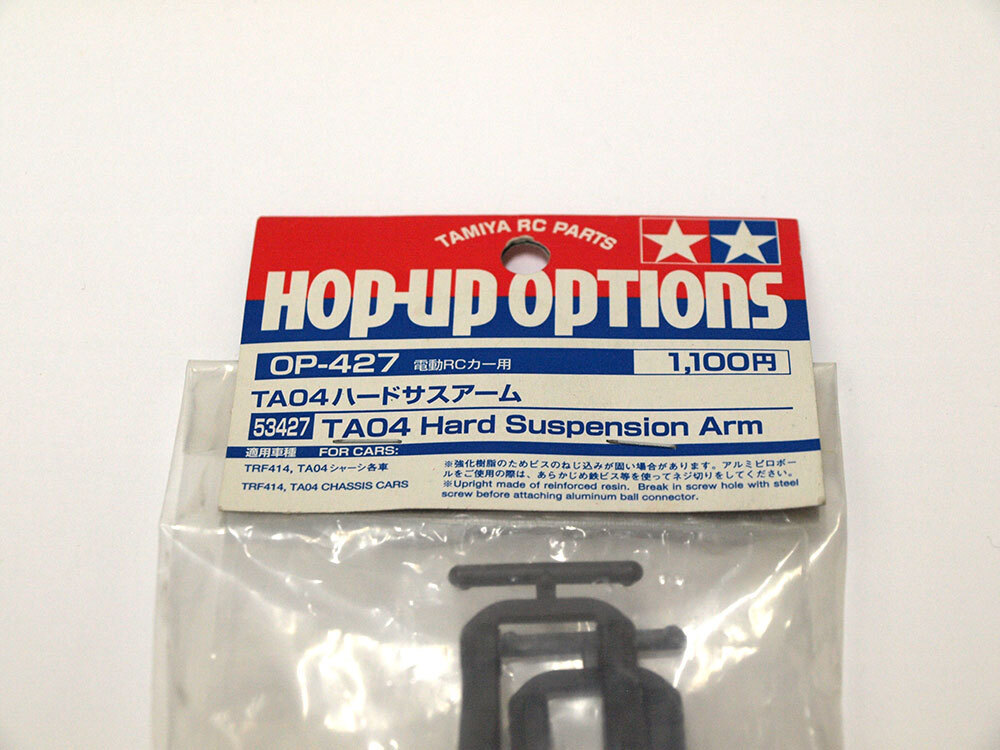 TAMIYA RC PARTS
HOP-UP OPTIONS
OP-427 電動RCカー用 1,100円
TA04ハードサスアーム
53427 TA04 Hard Suspension Arm
適用車種 FOR CARS:
TRF414, TA04シャーシ各車
TRF414, TA04 CHASSIS CARS
※強化樹脂のためビスのねじ込みが固い場合があります。アルミピロボー
ルをご使用の際は、あらかじめ鉄ビス等を使ってネジ切りをしてください。
※Upright made of reinforced resin. Break in screw hole with steel
screw before attaching aluminum ball connector.